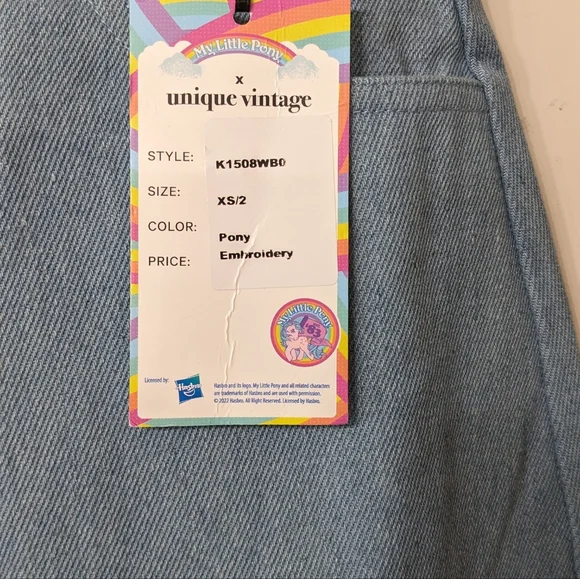 My Little Pony
x
unique vintage
STYLE: K1508WB0
SIZE: XS/2
COLOR: Pony
PRICE: Embroidery
My Little Pony
'83
Licensed by: Hasbro
Hasbro and its logo. My Little Pony and all related characters
are trademarks of Hasbro and are used with permission.
© 2022 Hasbro. All Right Reserved. Licensed by Hasbro.